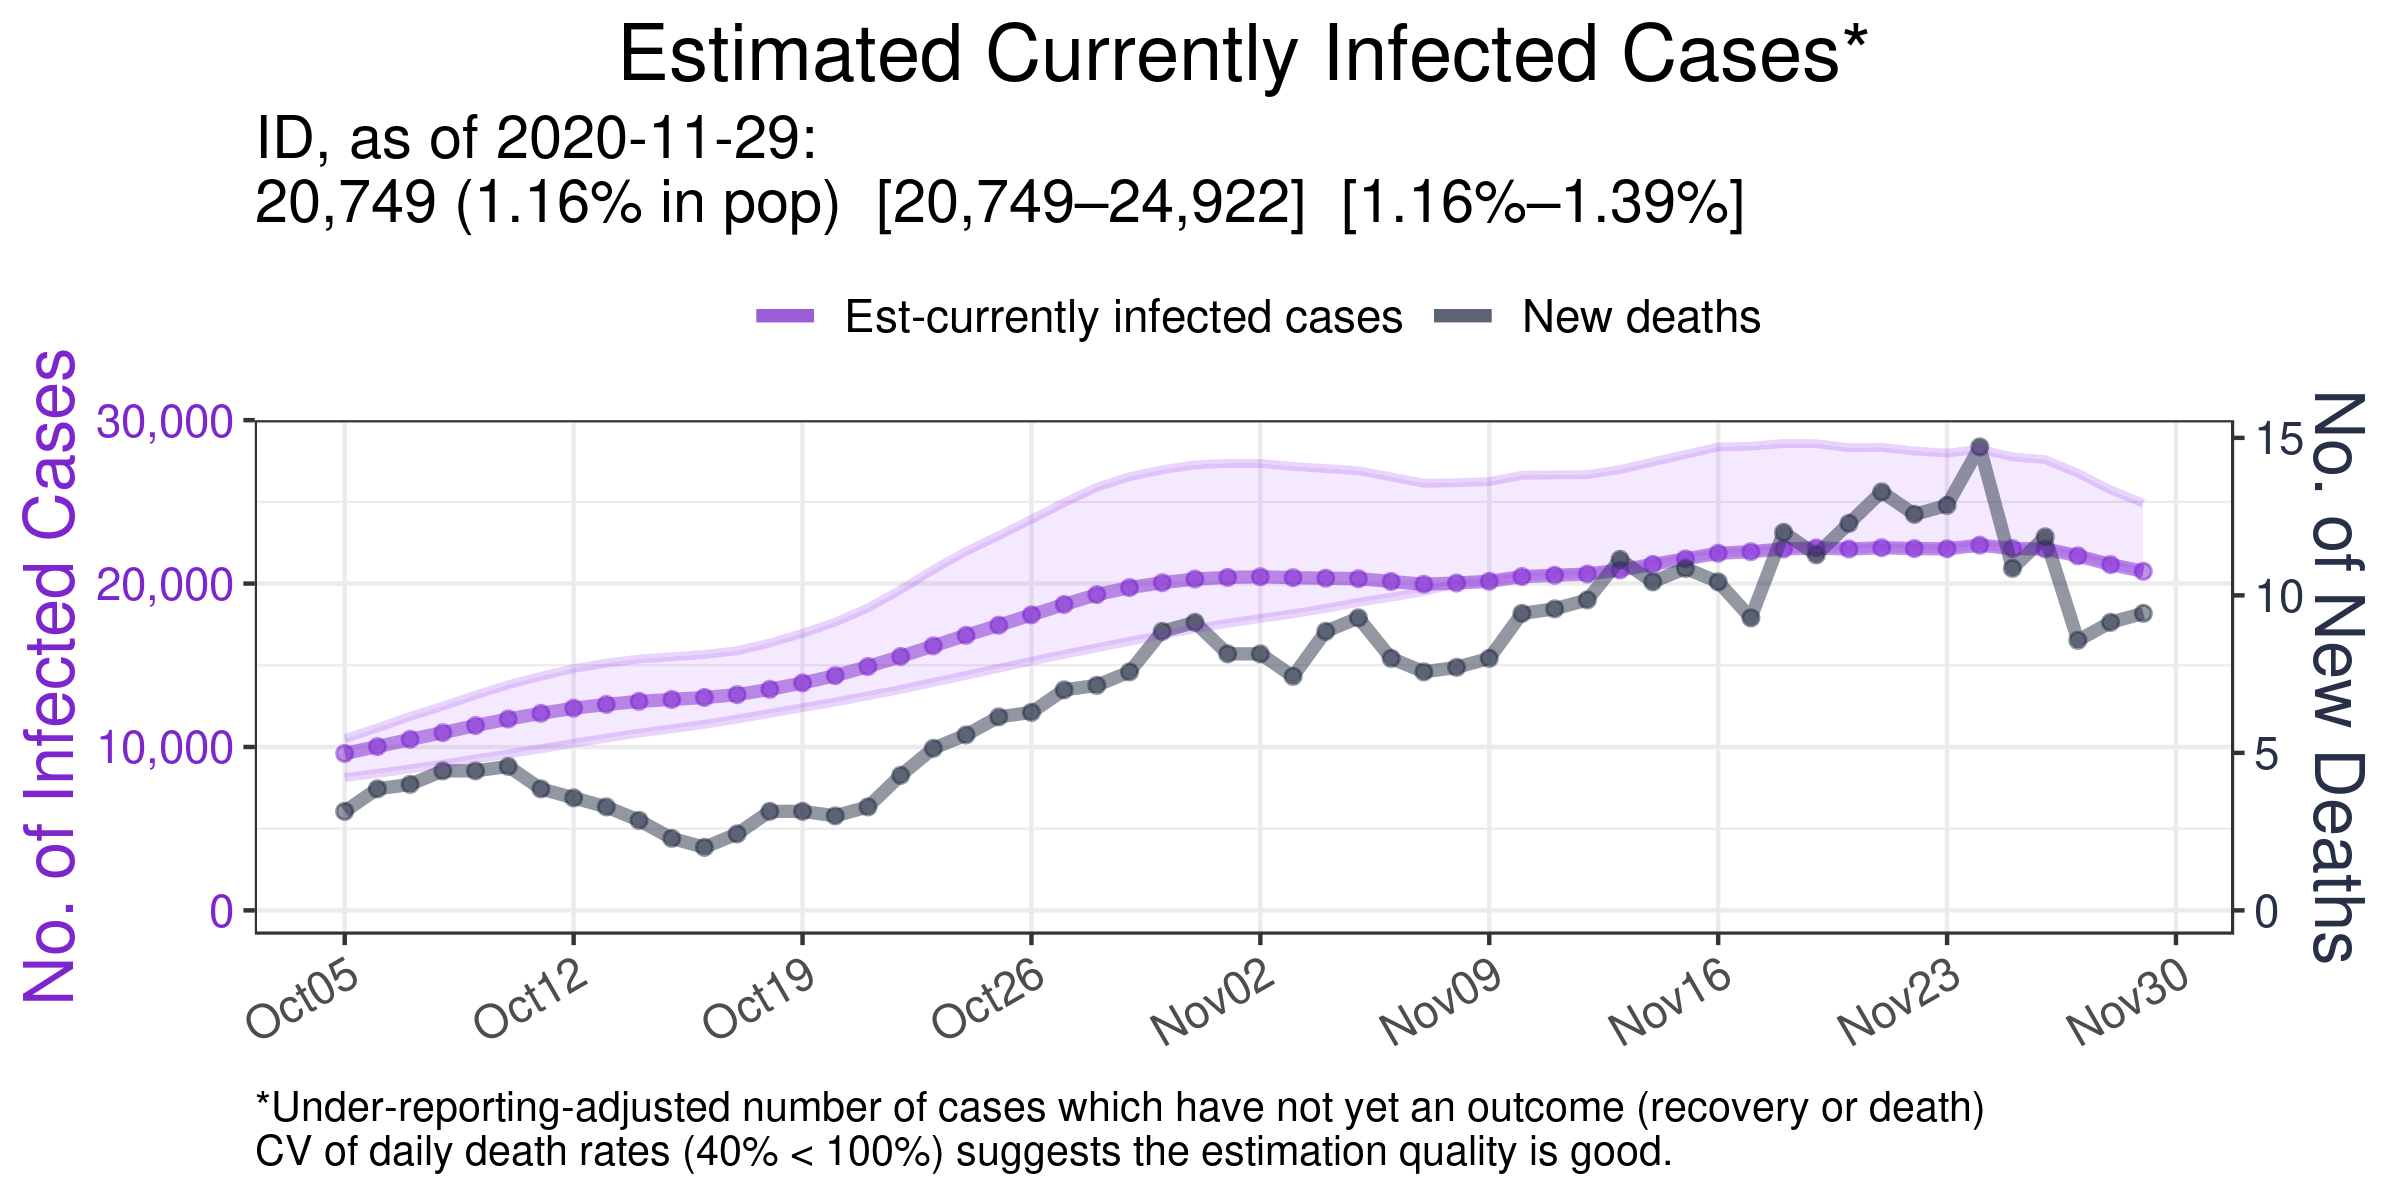 Estimated Currently Infected Cases*
ID, as of 2020-11-29:
20,749 (1.16% in pop)  [20,749–24,922]  [1.16%–1.39%]
Est-currently infected cases
New deaths
No. of Infected Cases
30,000
20,000
10,000
0
15
10
5
0
No. of New Deaths
Oct05
Oct12
Oct19
Oct26
Nov02
Nov09
Nov16
Nov23
Nov30
*Under-reporting-adjusted number of cases which have not yet an outcome (recovery or death)
CV of daily death rates (40% < 100%) suggests the estimation quality is good.